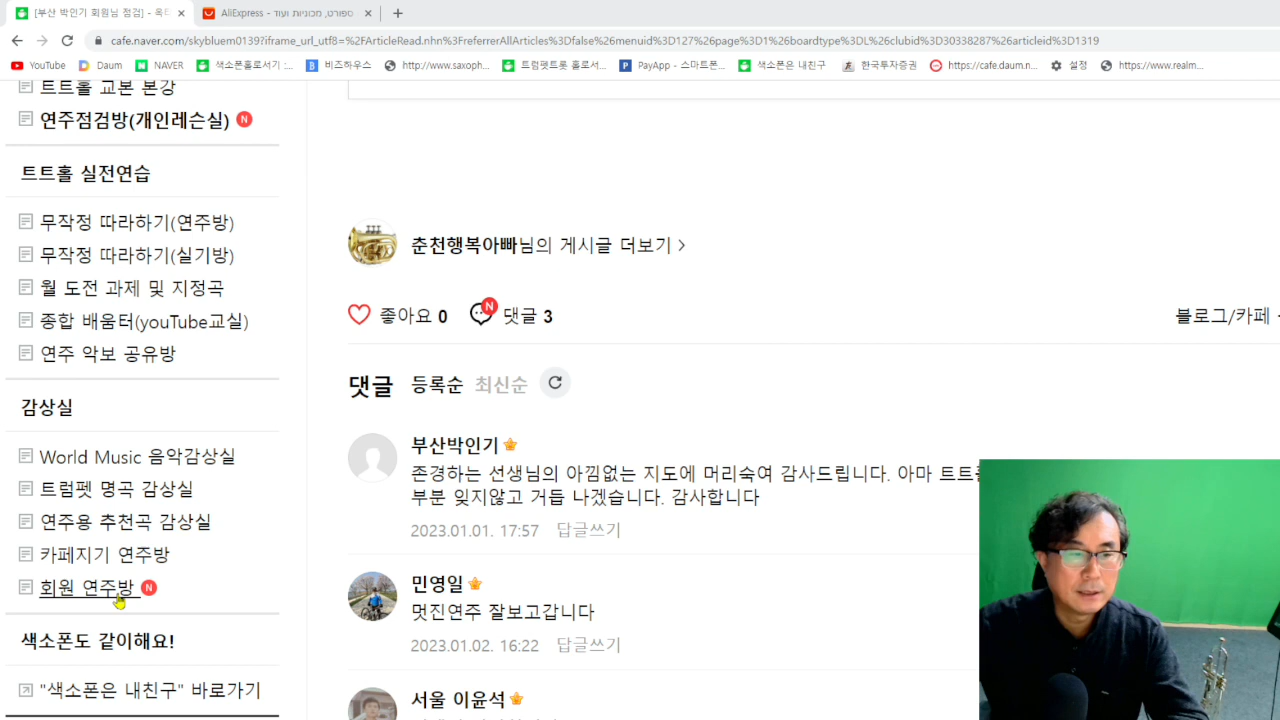 [부산 박인기 회원님 점검] - 옥타
AliExpress - ספורט, מכוניות ועוד
cafe.naver.com/skybluem0139?iframe_url_utf8=%2FArticleRead.nhn%3FreferrerAllArticles%3Dfalse%26menuid%3D127%26page%3D1%26boardtype%3DL%26clubid%3D30338287%26articleid%3D1319
YouTube
Daum
NAVER
색소폰홀로서기 :...
비즈하우스
http://www.saxoph...
트럼펫트롯 홀로서...
PayApp - 스마트폰...
색소폰은 내친구
한국투자증권
https://cafe.daum.n...
설정
https://www.realm...
트트홀 교본 본강
연주점검방(개인레슨실) N
트트홀 실전연습
무작정 따라하기(연주방)
무작정 따라하기(실기방)
월 도전 과제 및 지정곡
종합 배움터(youTube교실)
연주 악보 공유방
감상실
World Music 음악감상실
트럼펫 명곡 감상실
연주용 추천곡 감상실
카페지기 연주방
회원 연주방 N
색소폰도 같이해요!
"색소폰은 내친구" 바로가기
춘천행복아빠님의 게시글 더보기
좋아요 0 N 댓글 3
블로그/카페
댓글 등록순 최신순
부산박인기
존경하는 선생님의 아낌없는 지도에 머리숙여 감사드립니다. 아마 트트
부분 잊지않고 거듭 나겠습니다. 감사합니다
2023.01.01. 17:57 답글쓰기
민영일
멋진연주 잘보고갑니다
2023.01.02. 16:22 답글쓰기
서울 이윤석